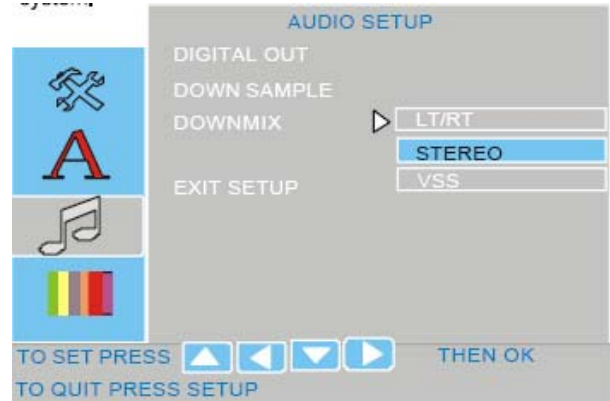 AUDIO SETUP
DIGITAL OUT
DOWN SAMPLE
DOWNMIX LT/RT
STEREO
EXIT SETUP VSS
A
TO SET PRESS THEN OK
TO QUIT PRESS SETUP